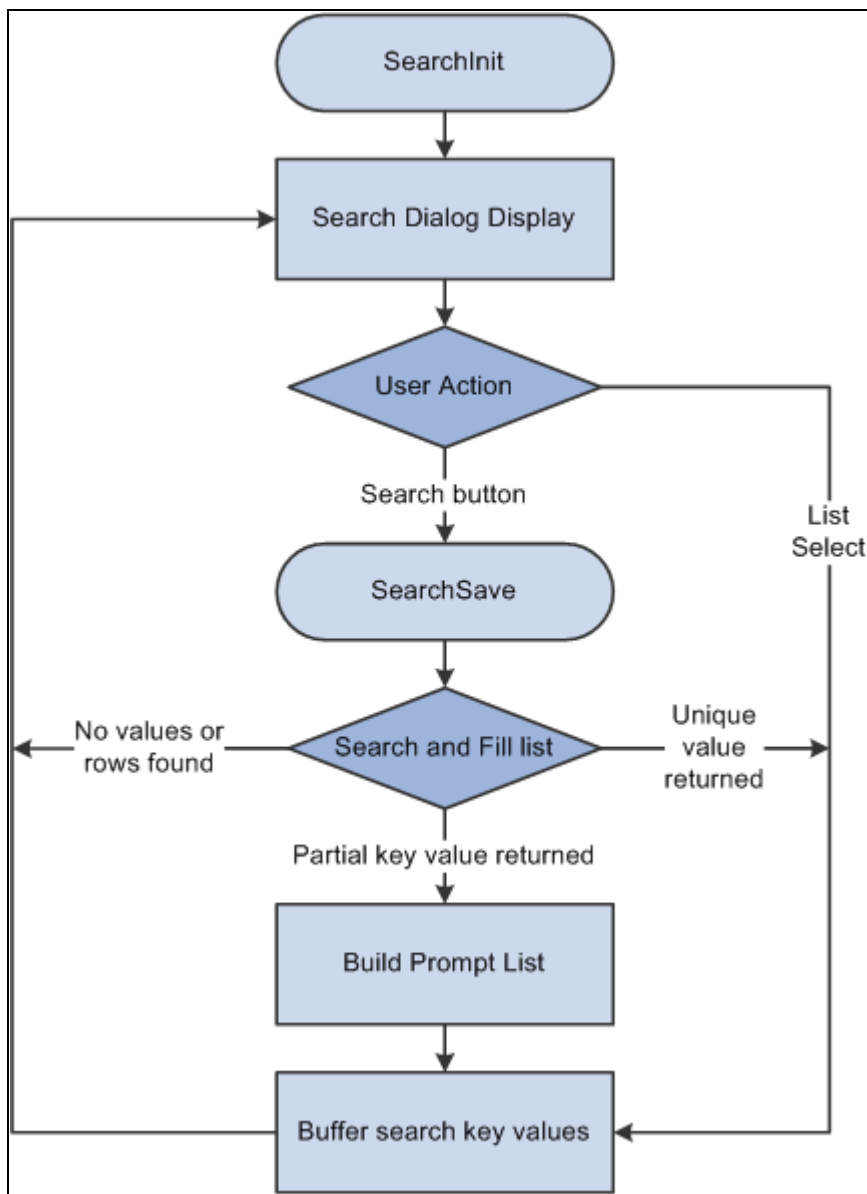 SearchInit
Search Dialog Display
User Action
Search button
List
Select
SearchSave
No values or
rows found
Search and Fill list
Unique
value
returned
Partial key value returned
Build Prompt List
Buffer search key values